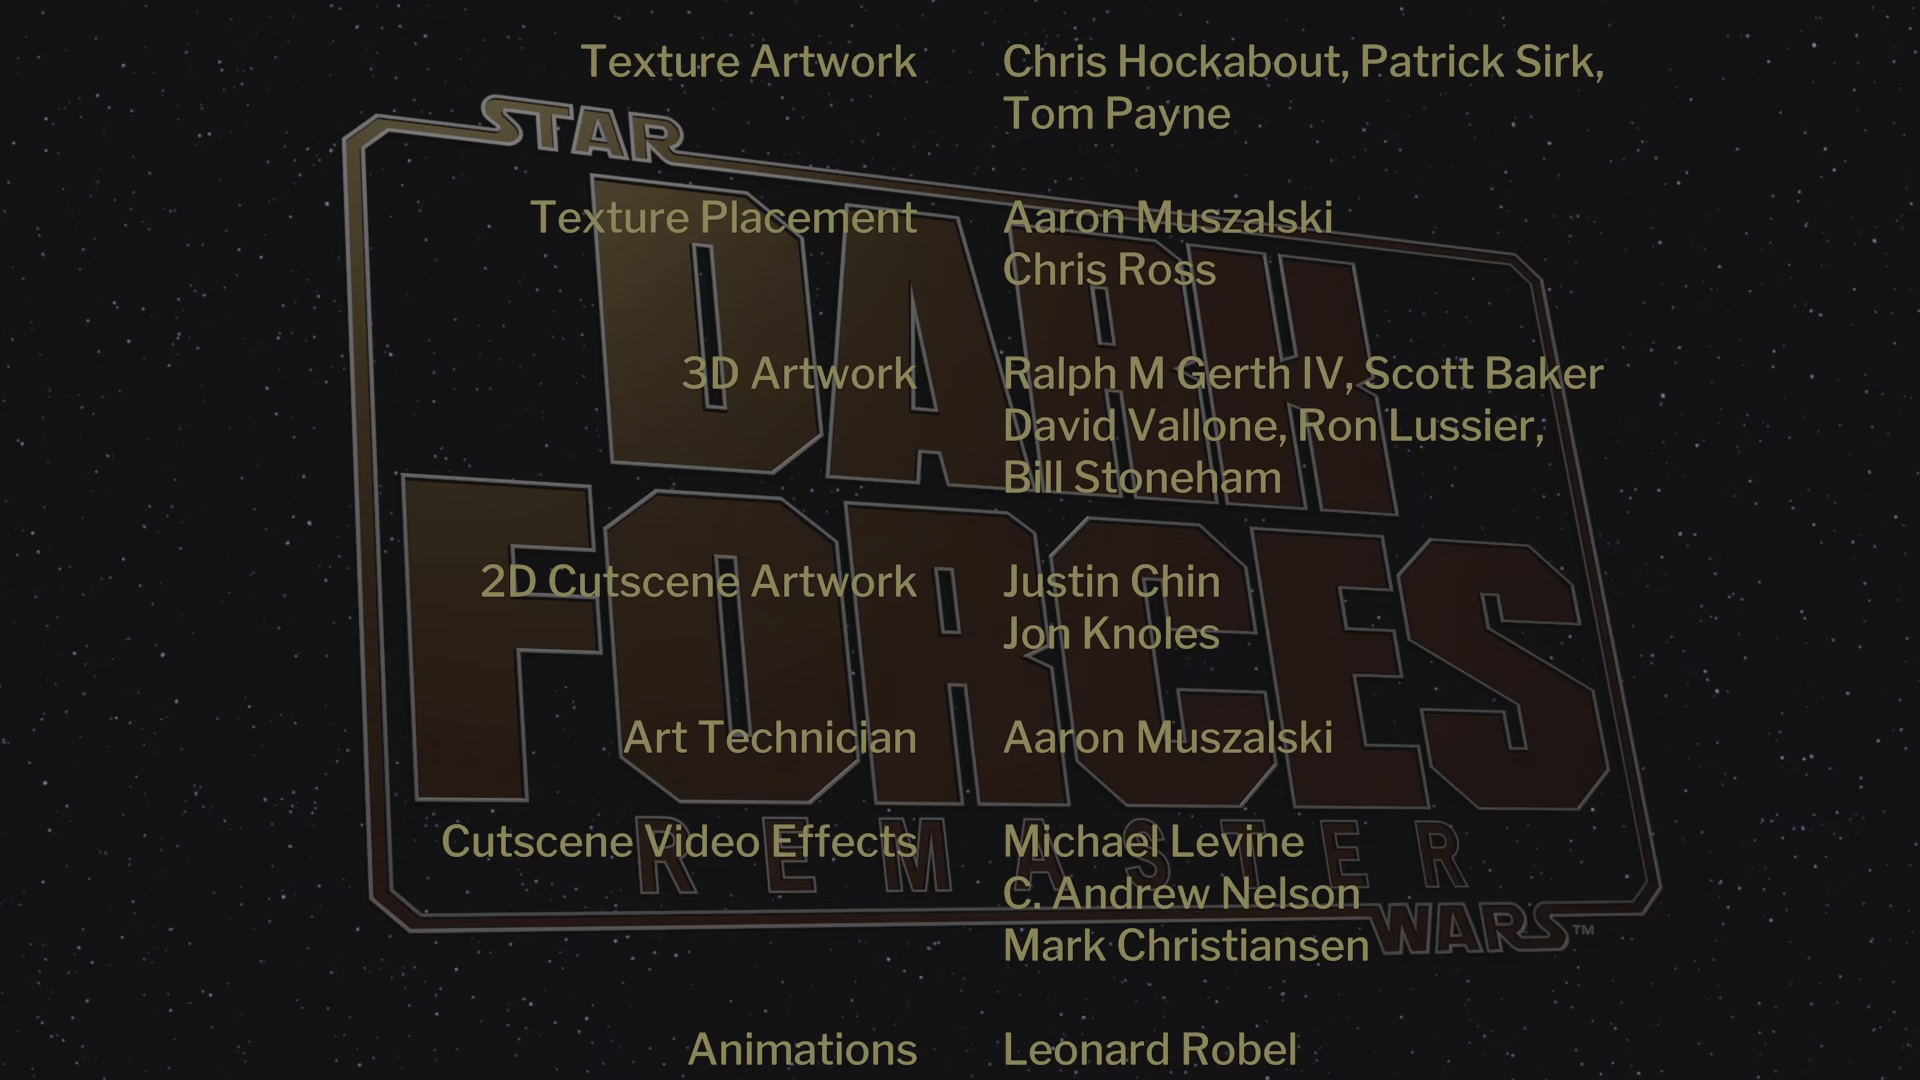 Texture Artwork Chris Hockabout, Patrick Sirk,
Tom Payne
STAR
Texture Placement Aaron Muszalski
Chris Ross
DARK
3D Artwork Ralph M Gerth IV, Scott Baker
David Vallone, Ron Lussier,
Bill Stoneham
FORCES
2D Cutscene Artwork Justin Chin
Jon Knoles
Art Technician Aaron Muszalski
Cutscene Video Effects Michael Levine
REMASTER
C. Andrew Nelson
WARS™
Mark Christiansen
Animations Leonard Robel